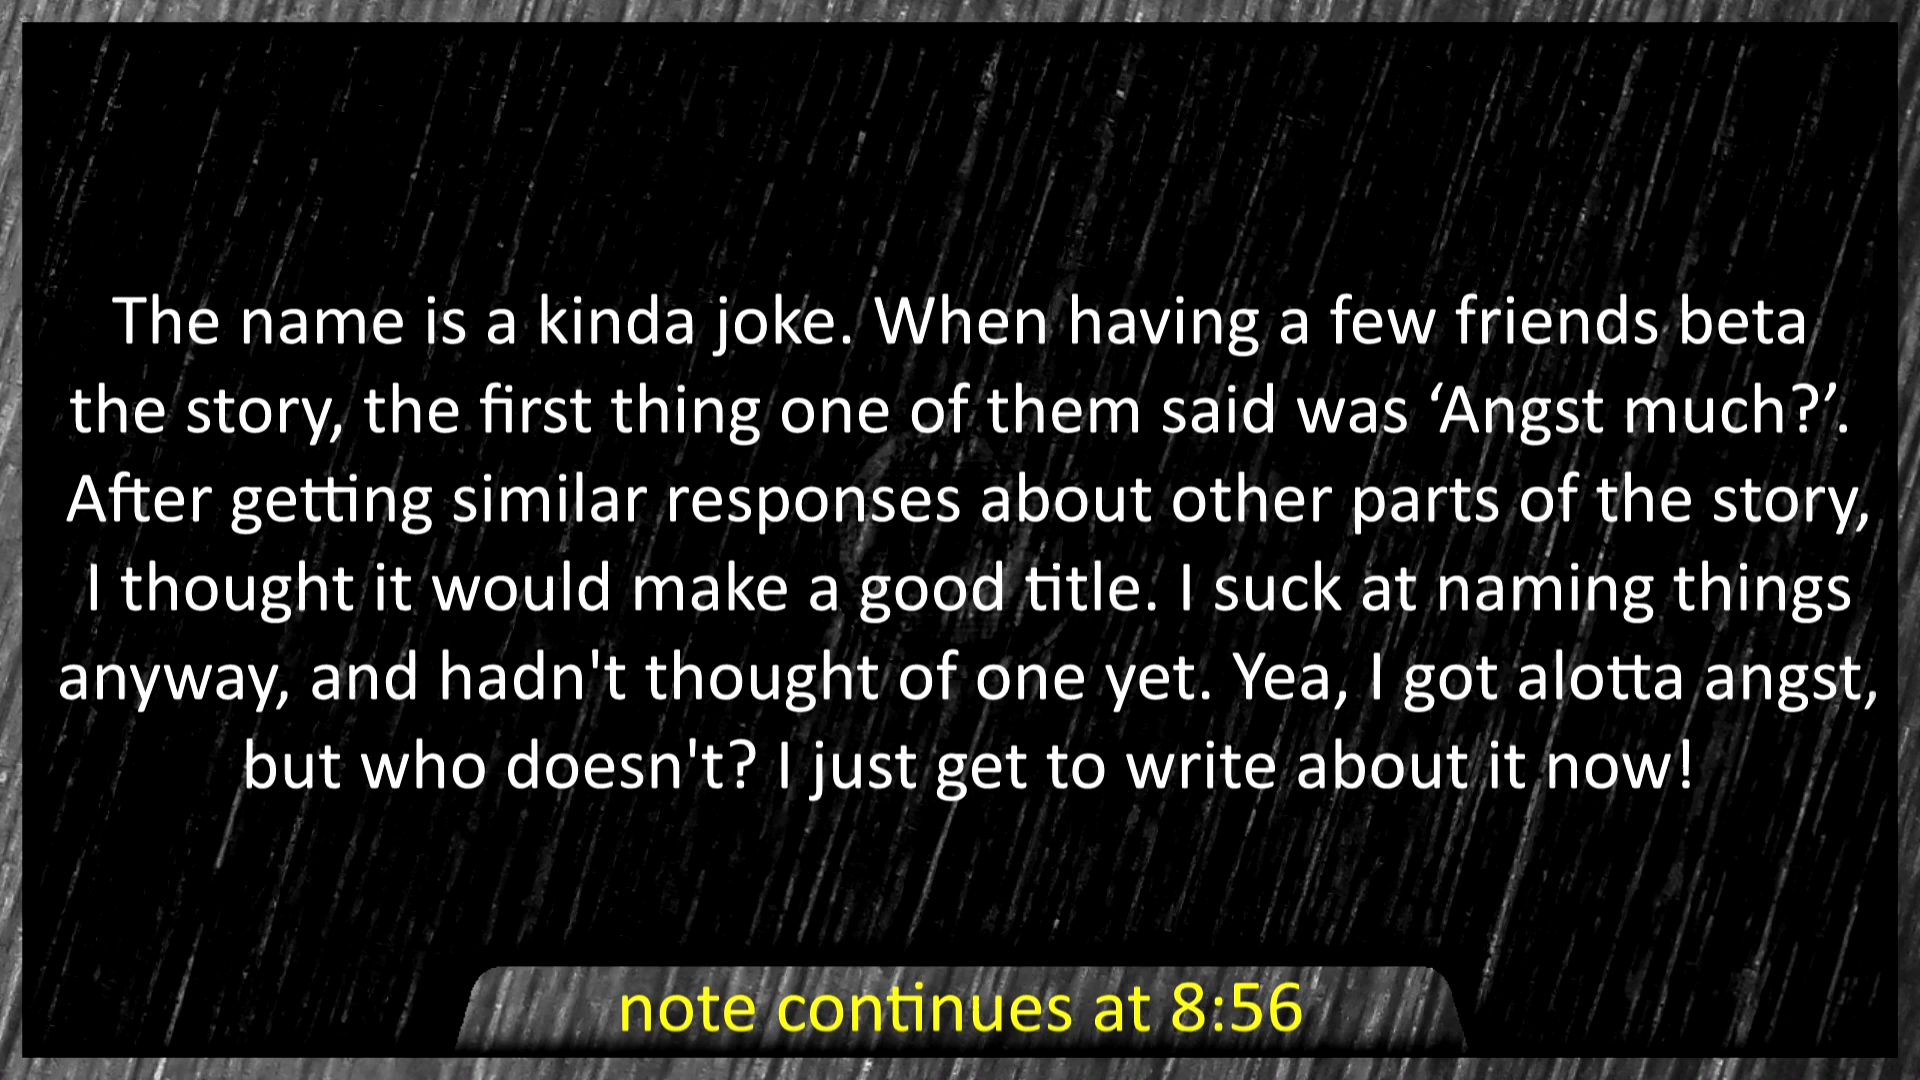 The name is a kinda joke. When having a few friends beta
the story, the first thing one of them said was ‘Angst much?’.
After getting similar responses about other parts of the story,
I thought it would make a good title. I suck at naming things
anyway, and hadn't thought of one yet. Yea, I got alotta angst,
but who doesn't? I just get to write about it now!
note continues at 8:56